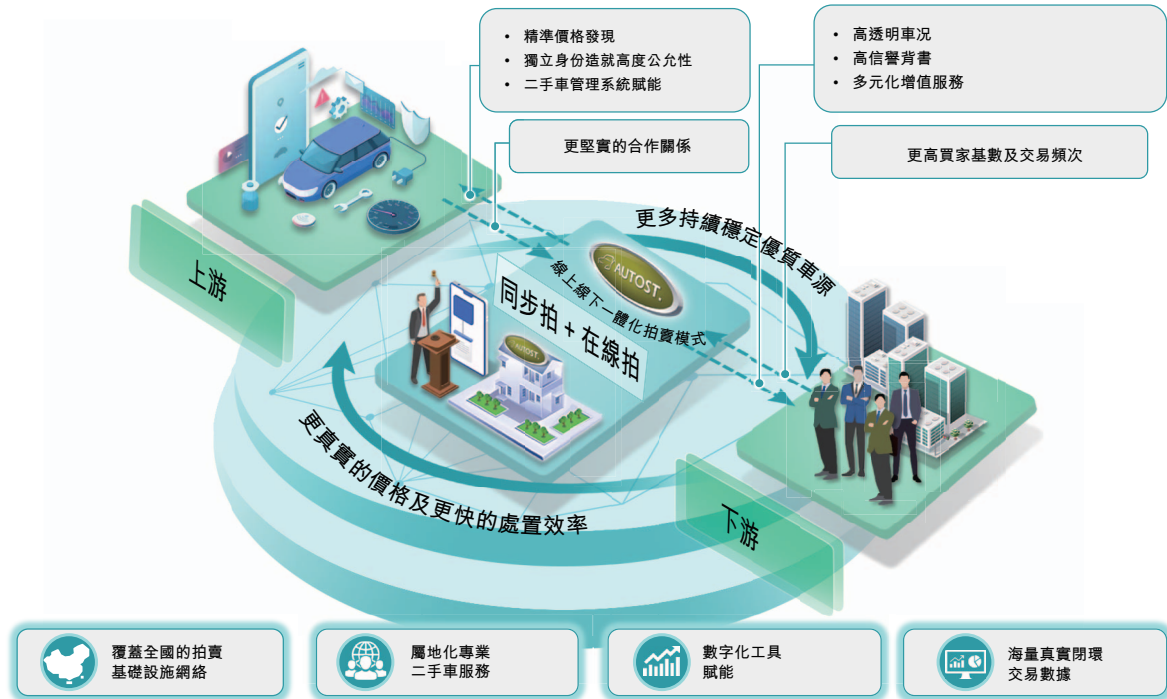 • 精準價格發現
• 獨立身份造就高度公允性
• 二手車管理系統賦能
• 高透明車况
• 高信譽背書
• 多元化增值服務
更堅實的合作關係
更高買家基數及交易頻次
更多持續穩定優質車源
上游
AUTOST.
線上線下一體化拍賣模式
同步拍 + 在線拍
AUTOST.
更真實的價格及更快的處置效率
下游
覆蓋全國的拍賣
基礎設施網絡
屬地化專業
二手車服務
數字化工具
賦能
海量真實閉環
交易數據